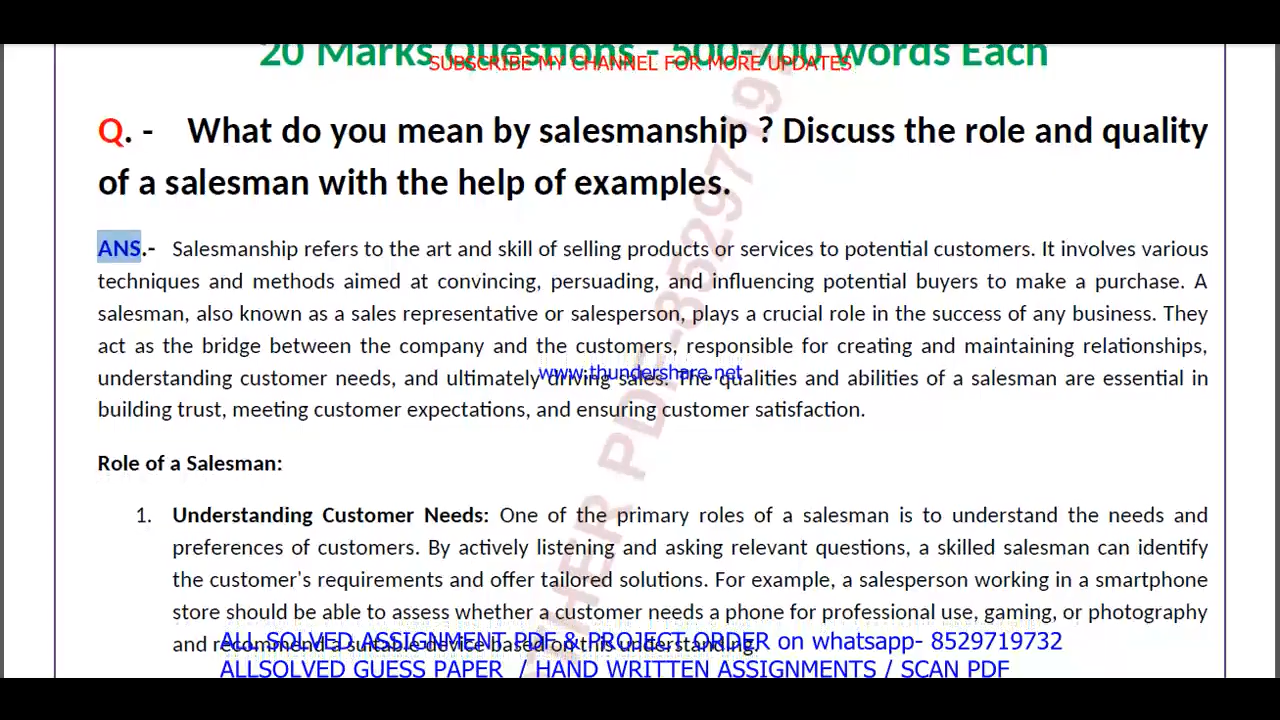 20 Marks Questions - 500-700 Words Each
SUBSCRIBE MY CHANNEL FOR MORE UPDATES
Q. - What do you mean by salesmanship ? Discuss the role and quality
of a salesman with the help of examples.
ANS.- Salesmanship refers to the art and skill of selling products or services to potential customers. It involves various
techniques and methods aimed at convincing, persuading, and influencing potential buyers to make a purchase. A
salesman, also known as a sales representative or salesperson, plays a crucial role in the success of any business. They
act as the bridge between the company and the customers, responsible for creating and maintaining relationships,
www.thundershare.net
understanding customer needs, and ultimately driving sales. The qualities and abilities of a salesman are essential in
building trust, meeting customer expectations, and ensuring customer satisfaction.
Role of a Salesman:
1. Understanding Customer Needs: One of the primary roles of a salesman is to understand the needs and
preferences of customers. By actively listening and asking relevant questions, a skilled salesman can identify
the customer's requirements and offer tailored solutions. For example, a salesperson working in a smartphone
store should be able to assess whether a customer needs a phone for professional use, gaming, or photography
and recommend a suitable device based on this understanding.
ALL SOLVED ASSIGNMENT PDF & PROJECT ORDER on whatsapp- 8529719732
ALLSOLVED GUESS PAPER / HAND WRITTEN ASSIGNMENTS / SCAN PDF